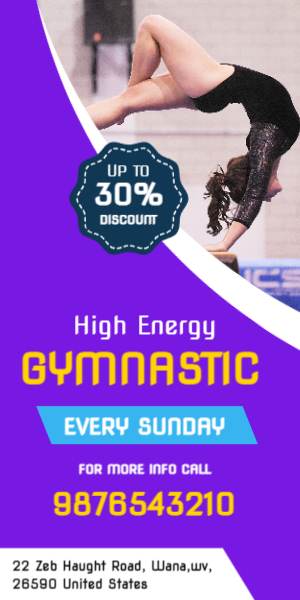 UP TO
30%
DISCOUNT
High Energy
GYMNASTIC
EVERY SUNDAY
FOR MORE INFO CALL
9876543210
22 Zeb Haught Road, Wana,wv,
26590 United States